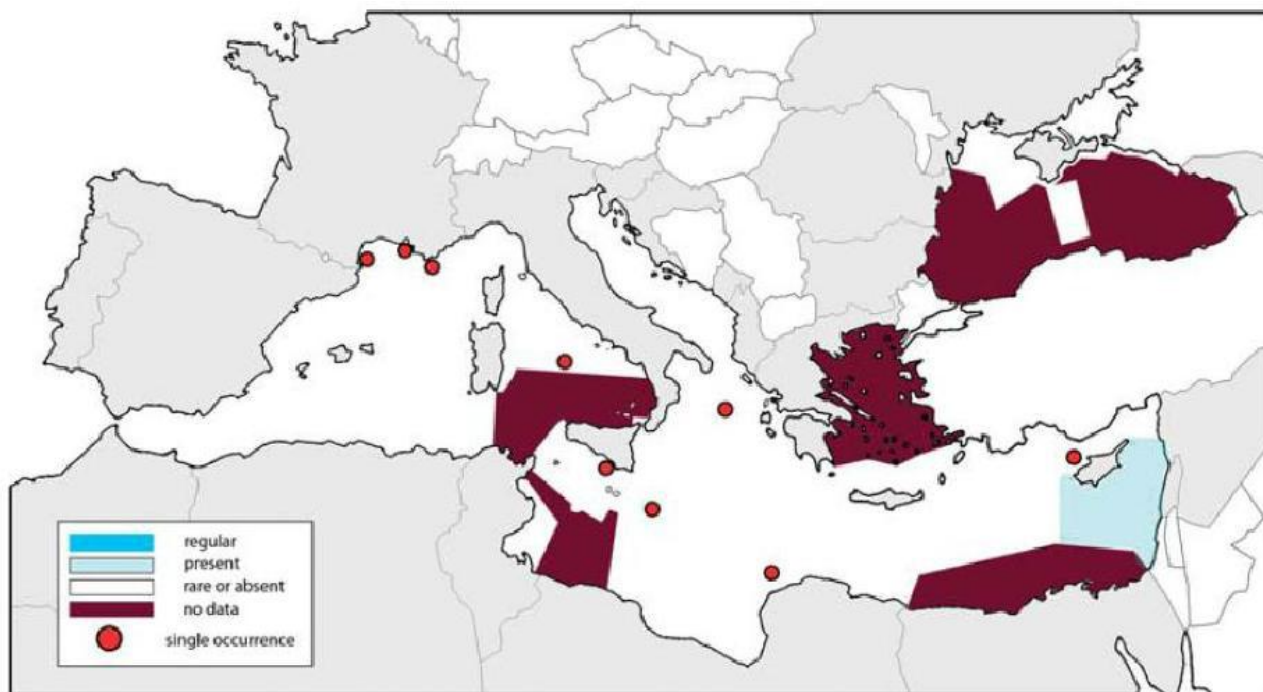 regular
present
rare or absent
no data
single occurrence